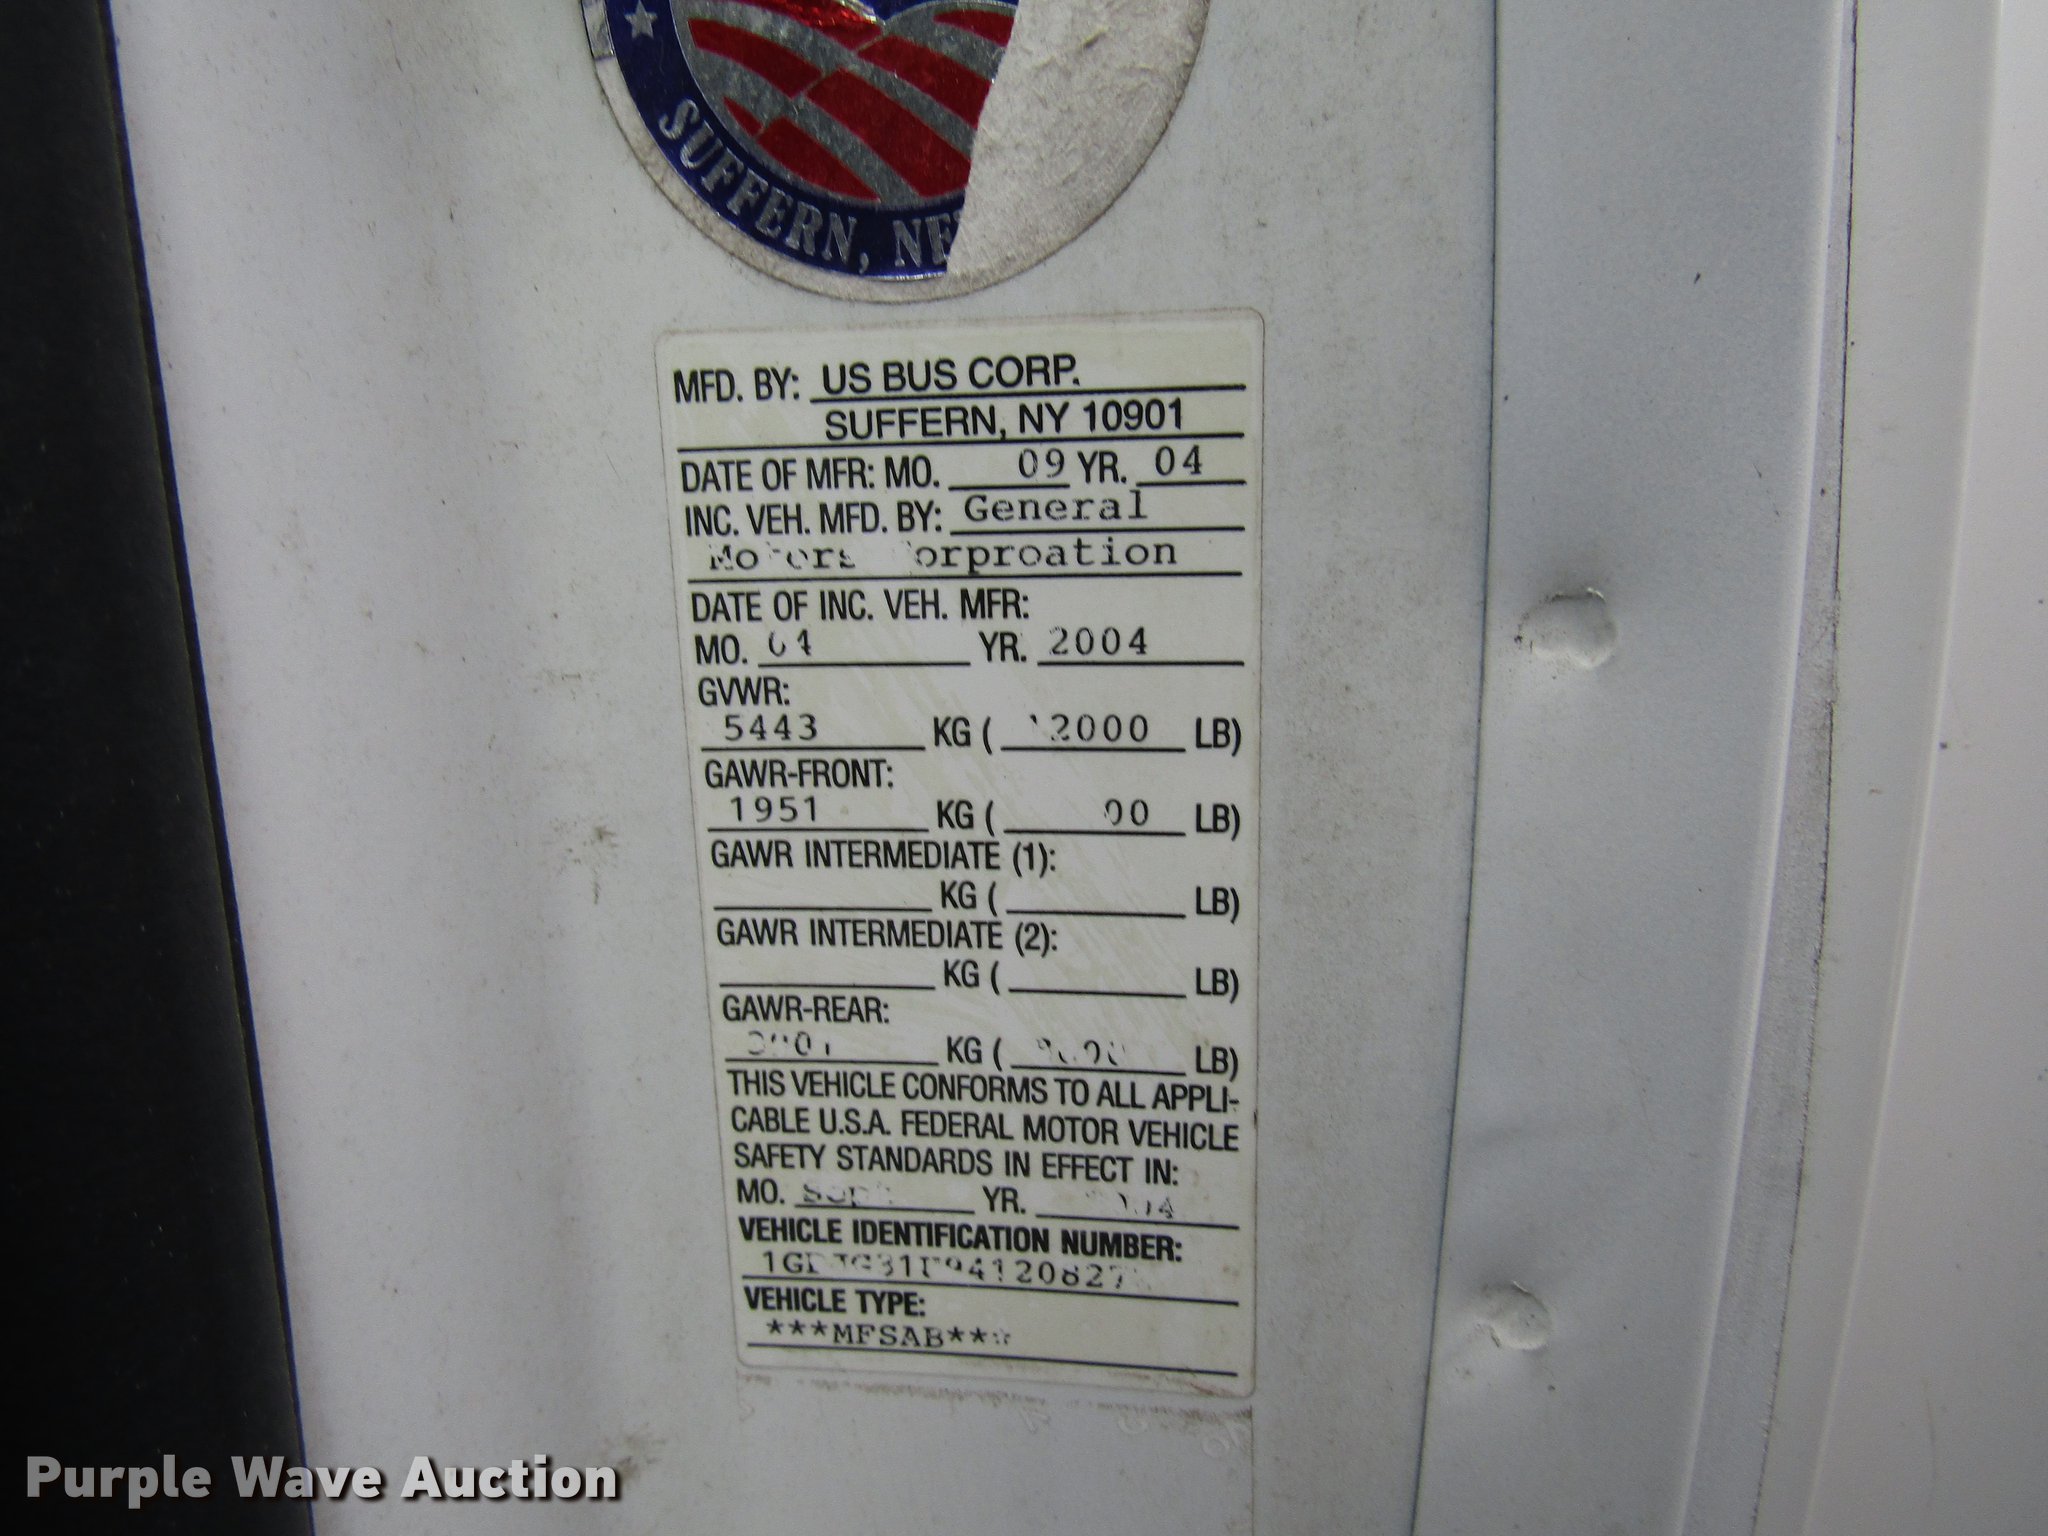 SUFFERN,
MFD. BY: US BUS CORP.
SUFFERN, NY 10901
DATE OF MFR: MO. 09 YR. 04
INC. VEH. MFD. BY: General
Corproation
DATE OF INC. VEH. MFR:
MO. 04 YR. 2004
GVWR:
5443 KG ( 12000 LB)
GAWR-FRONT:
1951 KG ( LB)
GAWR INTERMEDIATE (1):
KG ( LB)
GAWR INTERMEDIATE (2):
KG ( LB)
GAWR-REAR:
KG ( LB)
THIS VEHICLE CONFORMS TO ALL APPLI-
CABLE U.S.A. FEDERAL MOTOR VEHICLE
SAFETY STANDARDS IN EFFECT IN:
MO. YR.
VEHICLE IDENTIFICATION NUMBER:
VEHICLE TYPE:
***MFSAB***
Purple Wave Auction